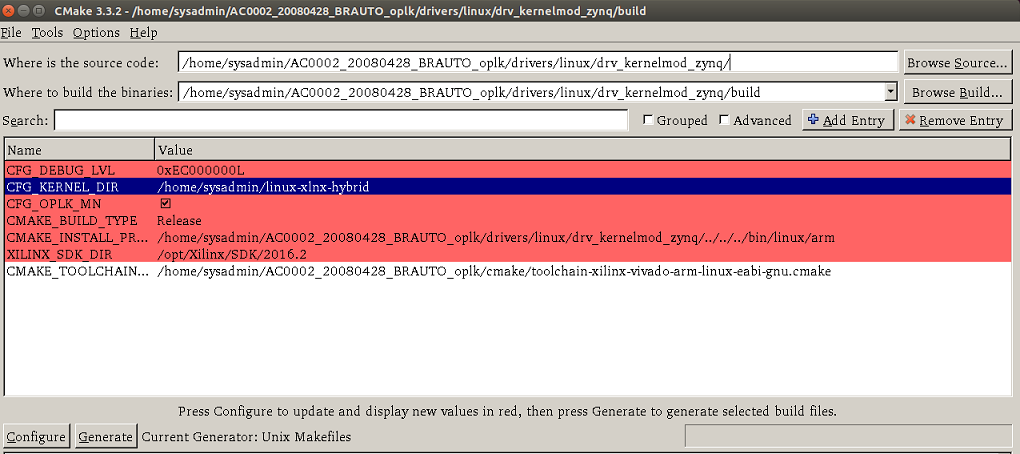 CMake 3.3.2 - /home/sysadmin/AC0002_20080428_BRAUTO_oplk/drivers/linux/drv_kernelmod_zynq/build
File Tools Options Help
Where is the source code: /home/sysadmin/AC0002_20080428_BRAUTO_oplk/drivers/linux/drv_kernelmod_zynq/ Browse Source...
Where to build the binaries: /home/sysadmin/AC0002_20080428_BRAUTO_oplk/drivers/linux/drv_kernelmod_zynq/build Browse Build...
Search: Grouped Advanced Add Entry Remove Entry
Name Value
CFG_DEBUG_LVL 0xEC000000L
CFG_KERNEL_DIR /home/sysadmin/linux-xlnx-hybrid
CFG_OPLK_MN
CMAKE_BUILD_TYPE Release
CMAKE_INSTALL_PR... /home/sysadmin/AC0002_20080428_BRAUTO_oplk/drivers/linux/drv_kernelmod_zynq/../../../bin/linux/arm
XILINX_SDK_DIR /opt/Xilinx/SDK/2016.2
CMAKE_TOOLCHAIN... /home/sysadmin/AC0002_20080428_BRAUTO_oplk/cmake/toolchain-xilinx-vivado-arm-linux-eabi-gnu.cmake
Press Configure to update and display new values in red, then press Generate to generate selected build files.
Configure Generate Current Generator: Unix Makefiles